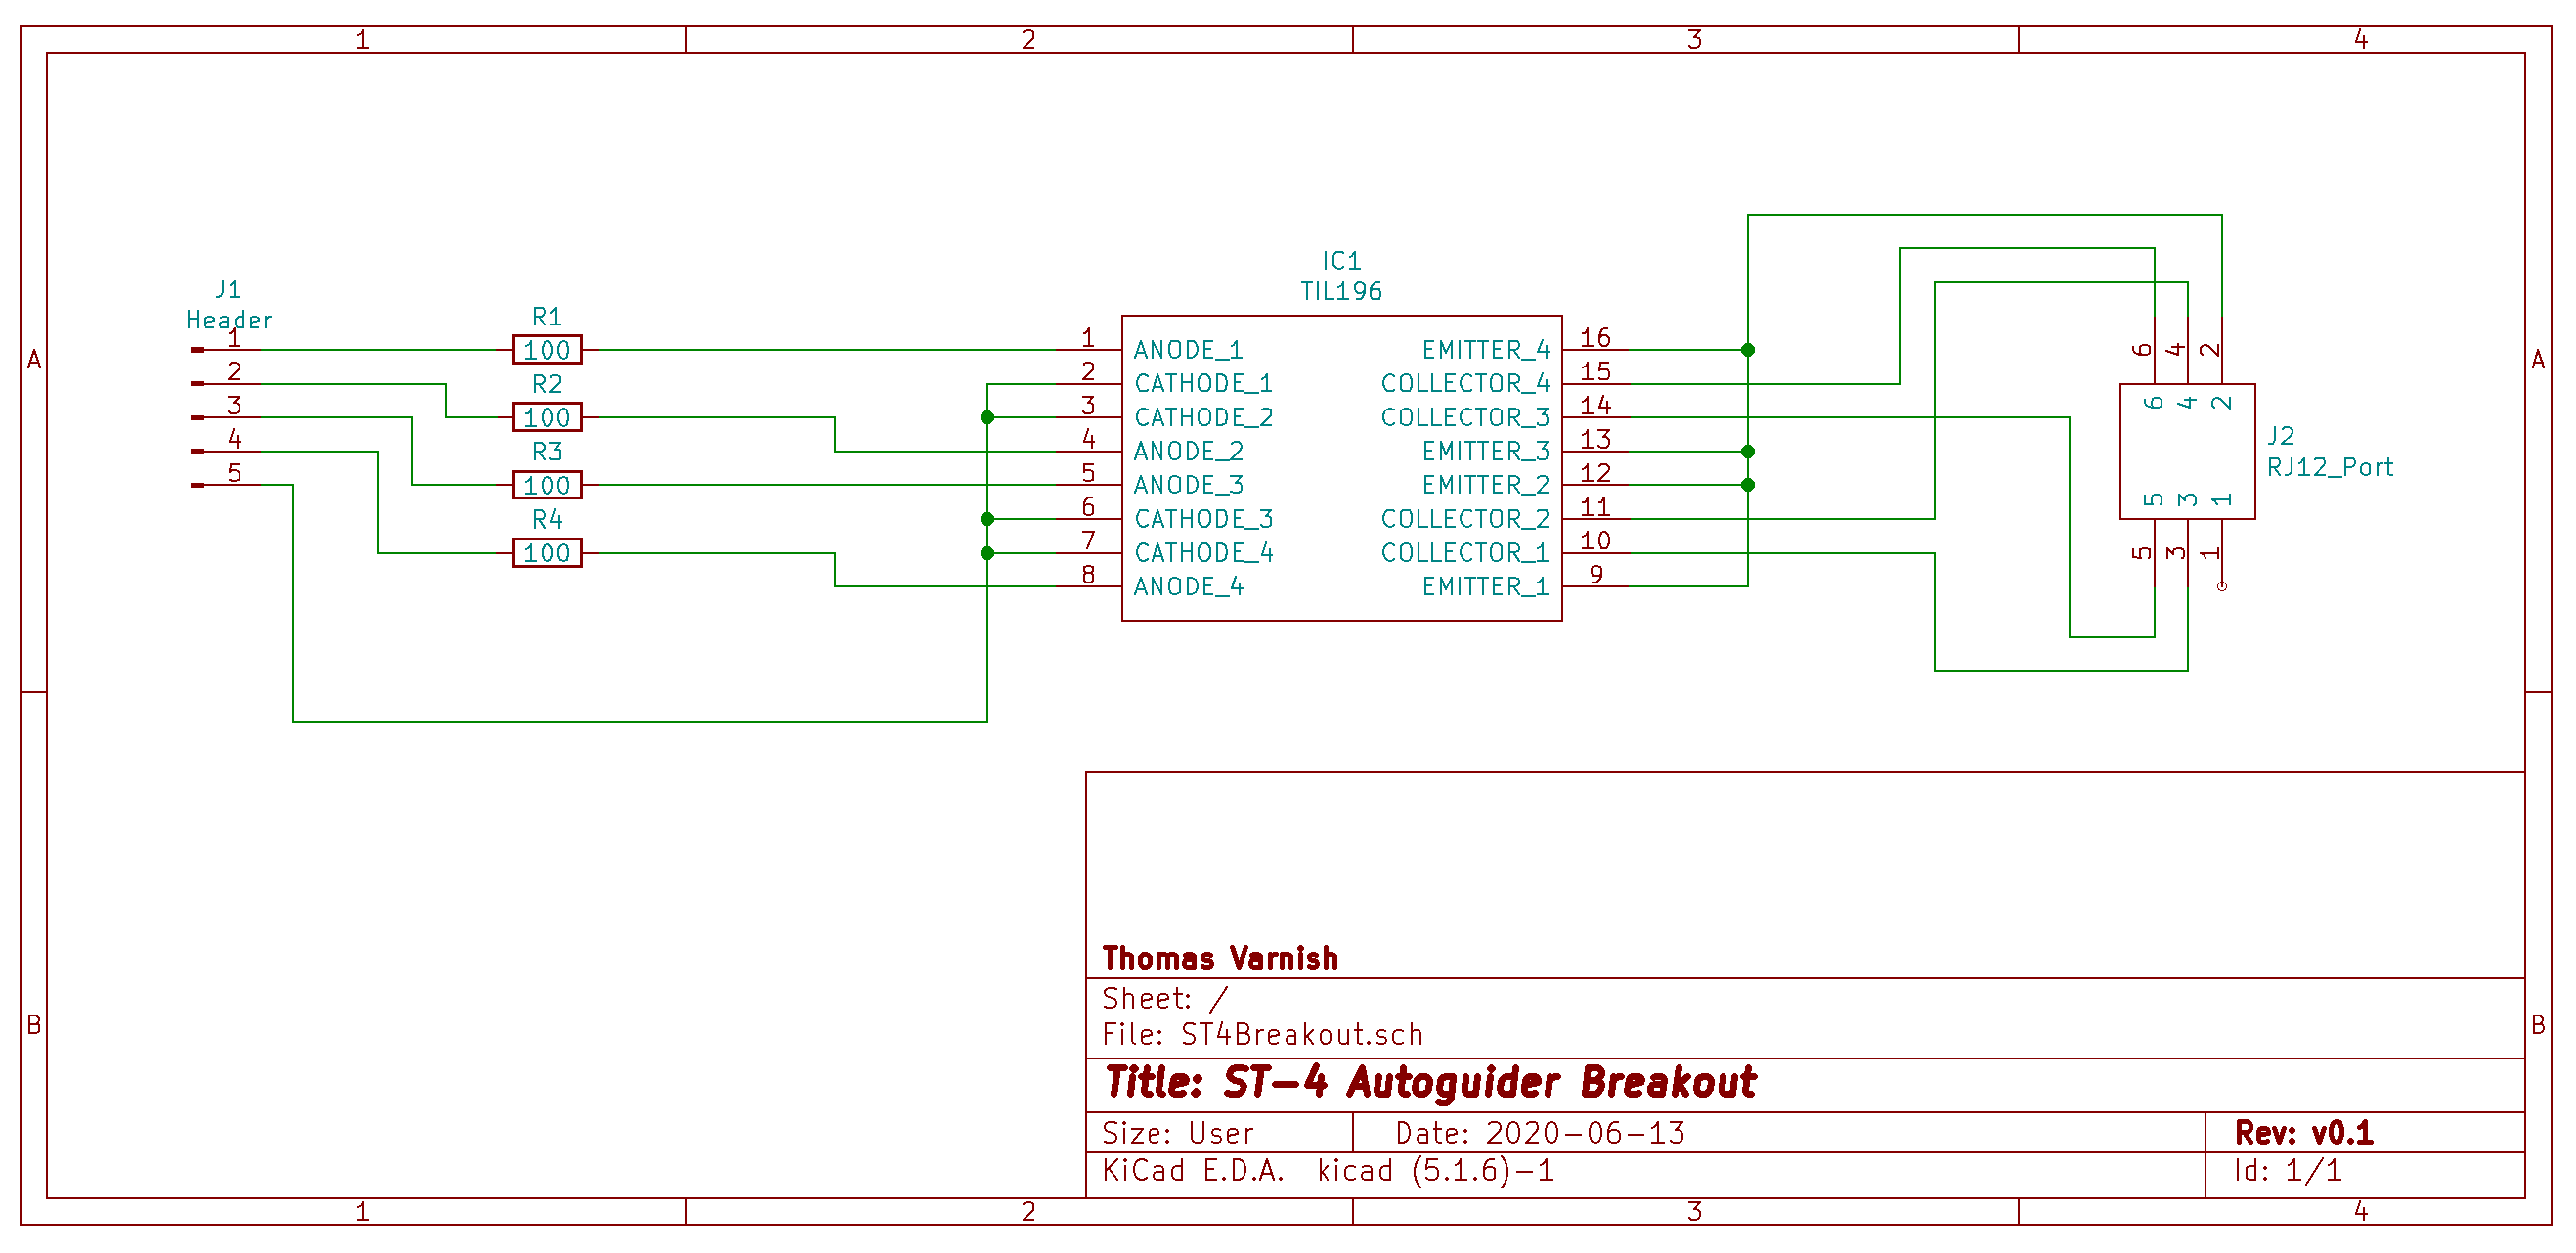 1 2 3 4
A A
J1
Header
1
2
3
4
5
R1
100
R2
100
R3
100
R4
100
IC1
TIL196
1 ANODE_1 EMITTER_4 16
2 CATHODE_1 COLLECTOR_4 15
3 CATHODE_2 COLLECTOR_3 14
4 ANODE_2 EMITTER_3 13
5 ANODE_3 EMITTER_2 12
6 CATHODE_3 COLLECTOR_2 11
7 CATHODE_4 COLLECTOR_1 10
8 ANODE_4 EMITTER_1 9
6 4 2
6 4 2
J2
RJ12_Port
5 3 1
5 3 1
B B
Thomas Varnish
Sheet: /
File: ST4Breakout.sch
Title: ST-4 Autoguider Breakout
Size: User Date: 2020-06-13 Rev: v0.1
KiCad E.D.A. kicad (5.1.6)-1 Id: 1/1
1 2 3 4